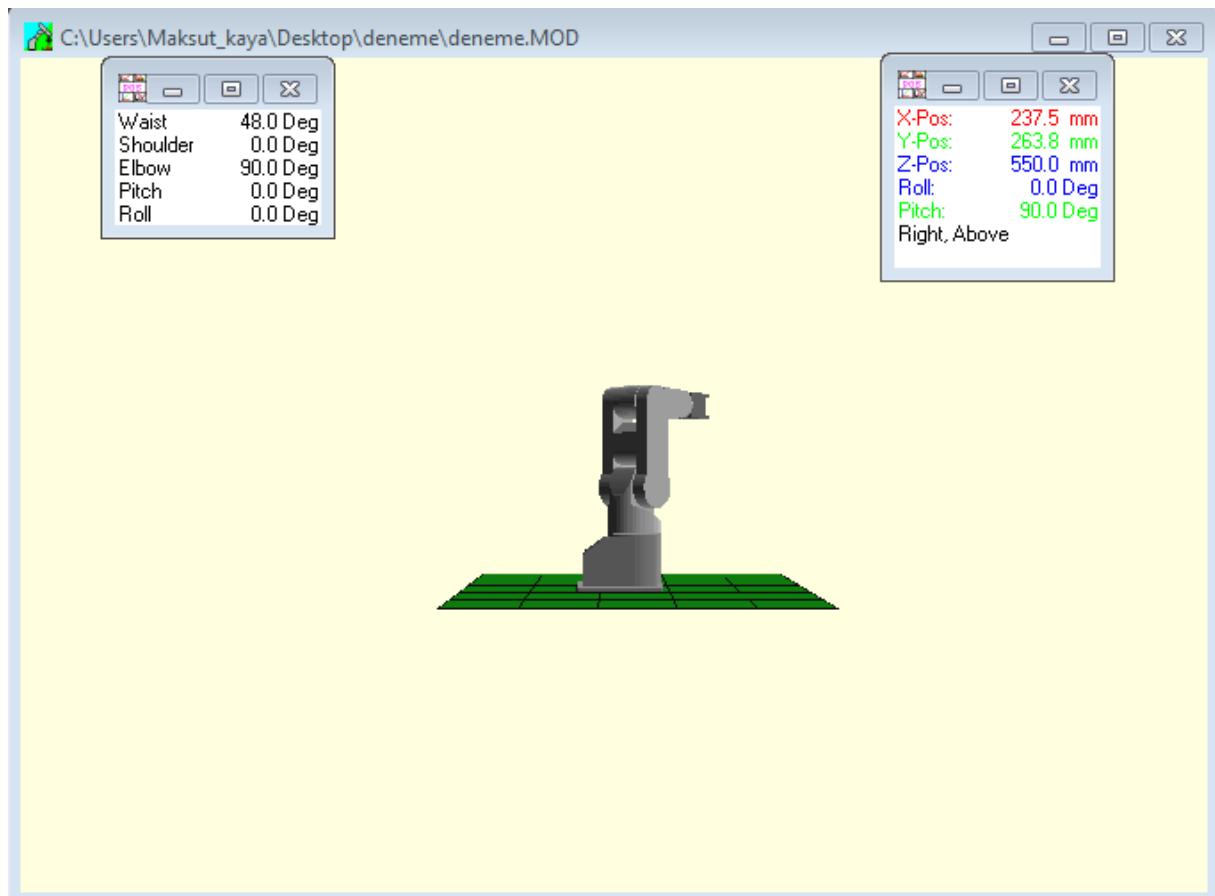 C:\Users\Maksut_kaya\Desktop\deneme\deneme.MOD
Waist 48.0 Deg
Shoulder 0.0 Deg
Elbow 90.0 Deg
Pitch 0.0 Deg
Roll 0.0 Deg
X-Pos: 237.5 mm
Y-Pos: 263.8 mm
Z-Pos: 550.0 mm
Roll: 0.0 Deg
Pitch: 90.0 Deg
Right, Above